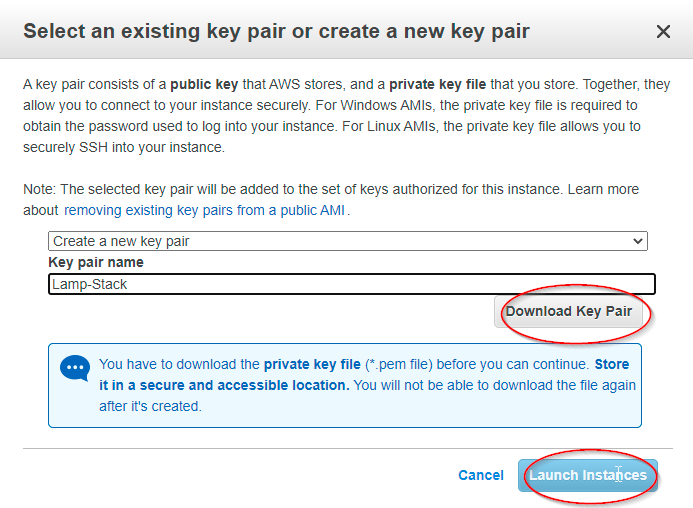 Select an existing key pair or create a new key pair
A key pair consists of a public key that AWS stores, and a private key file that you store. Together, they
allow you to connect to your instance securely. For Windows AMIs, the private key file is required to
obtain the password used to log into your instance. For Linux AMIs, the private key file allows you to
securely SSH into your instance.
Note: The selected key pair will be added to the set of keys authorized for this instance. Learn more
about removing existing key pairs from a public AMI .
Create a new key pair
Key pair name
Lamp-Stack
Download Key Pair
You have to download the private key file (*.pem file) before you can continue. Store
it in a secure and accessible location. You will not be able to download the file again
after it's created.
Cancel
Launch Instances